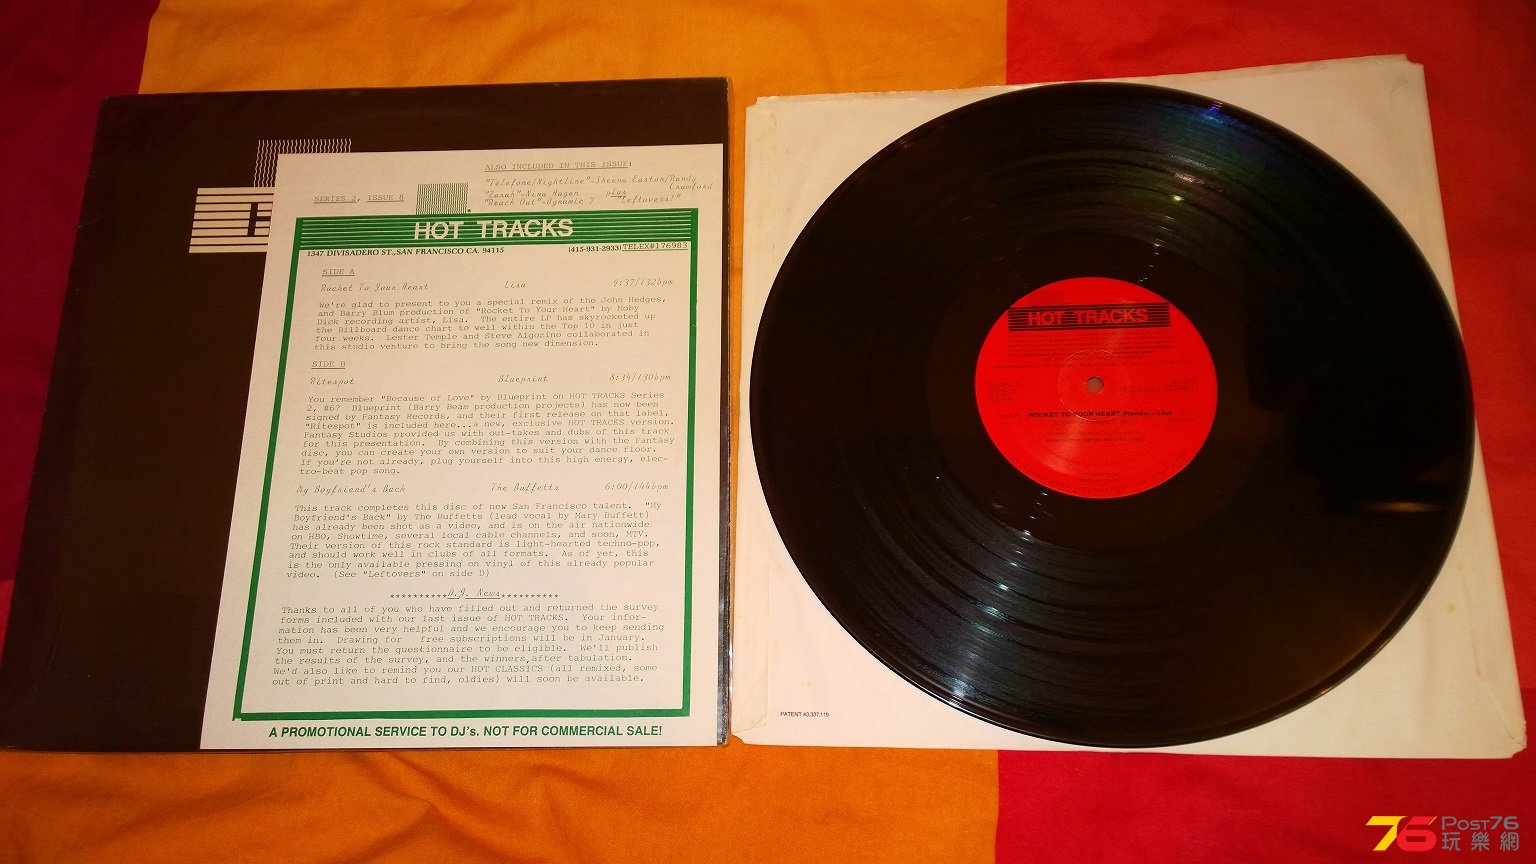 ALSO INCLUDED IN THIS ISSUE:
"Telefone/Nightline"-Sheena Easton/Randy
Crawford
"Zarah"-Nina Hagen plus
"Reach Out"-Dynamic 7 "Leftovers!"
SERIES 2, ISSUE 8
HOT TRACKS
1347 DIVISADERO ST., SAN FRANCISCO CA. 94115 (415-931-2933) TELEX#176983
SIDE A
Rocket To Your Heart Lisa 9:37/132bpm
We're glad to present to you a special remix of the John Hedges,
and Barry Blum production of "Rocket To Your Heart" by Moby
Dick recording artist, Lisa. The entire LP has skyrocketed up
the Billboard dance chart to well within the Top 10 in just
four weeks. Lester Temple and Steve Algozino collaborated in
this studio venture to bring the song new dimension.
SIDE B
Ritespot Blueprint 8:34/130bpm
You remember "Because of Love" by Blueprint on HOT TRACKS Series
2, #6? Blueprint (Barry Beam production projects) has now been
signed by Fantasy Records, and their first release on that label,
"Ritespot" is included here...a new, exclusive HOT TRACKS version.
Fantasy Studios provided us with out-takes and dubs of this track
for this presentation. By combining this version with the Fantasy
disc, you can create your own version to suit your dance floor.
If you're not already, plug yourself into this high energy, elec-
tro-beat pop song.
My Boyfriend's Back The Buffetts 6:00/144bpm
This track completes this disc of new San Francisco talent. "My
Boyfriend's Back" by The Buffetts (lead vocal by Mary Buffett)
has already been shot as a video, and is on the air nationwide
on HBO, Showtime, several local cable channels, and soon, MTV.
Their version of this rock standard is light-hearted techno-pop,
and should work well in clubs of all formats. As of yet, this
is the only available pressing on vinyl of this already popular
video. (See "Leftovers" on side D)
**********D.J. News**********
Thanks to all of you who have filled out and returned the survey
forms included with our last issue of HOT TRACKS. Your infor-
mation has been very helpful and we encourage you to keep sending
them in. Drawing for free subscriptions will be in January.
You must return the questionnaire to be eligible. We'll publish
the results of the survey, and the winners,after tabulation.
We'd also like to remind you our HOT CLASSICS (all remixed, some
out of print and hard to find, oldies) will soon be available.
A PROMOTIONAL SERVICE TO DJ's. NOT FOR COMMERCIAL SALE!
HOT TRACKS
ROCKET TO YOUR HEART (Remix) - Lisa
PATENT #3,337,119
76 POST76
玩樂網